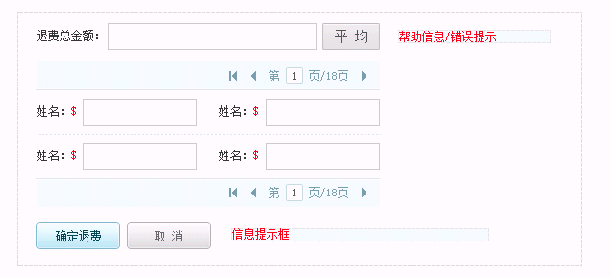 退费总金额： 平 均 帮助信息/错误提示
第 1 页/18页
姓名：$ 姓名：$
姓名：$ 姓名：$
第 1 页/18页
确定退费 取 消 信息提示框